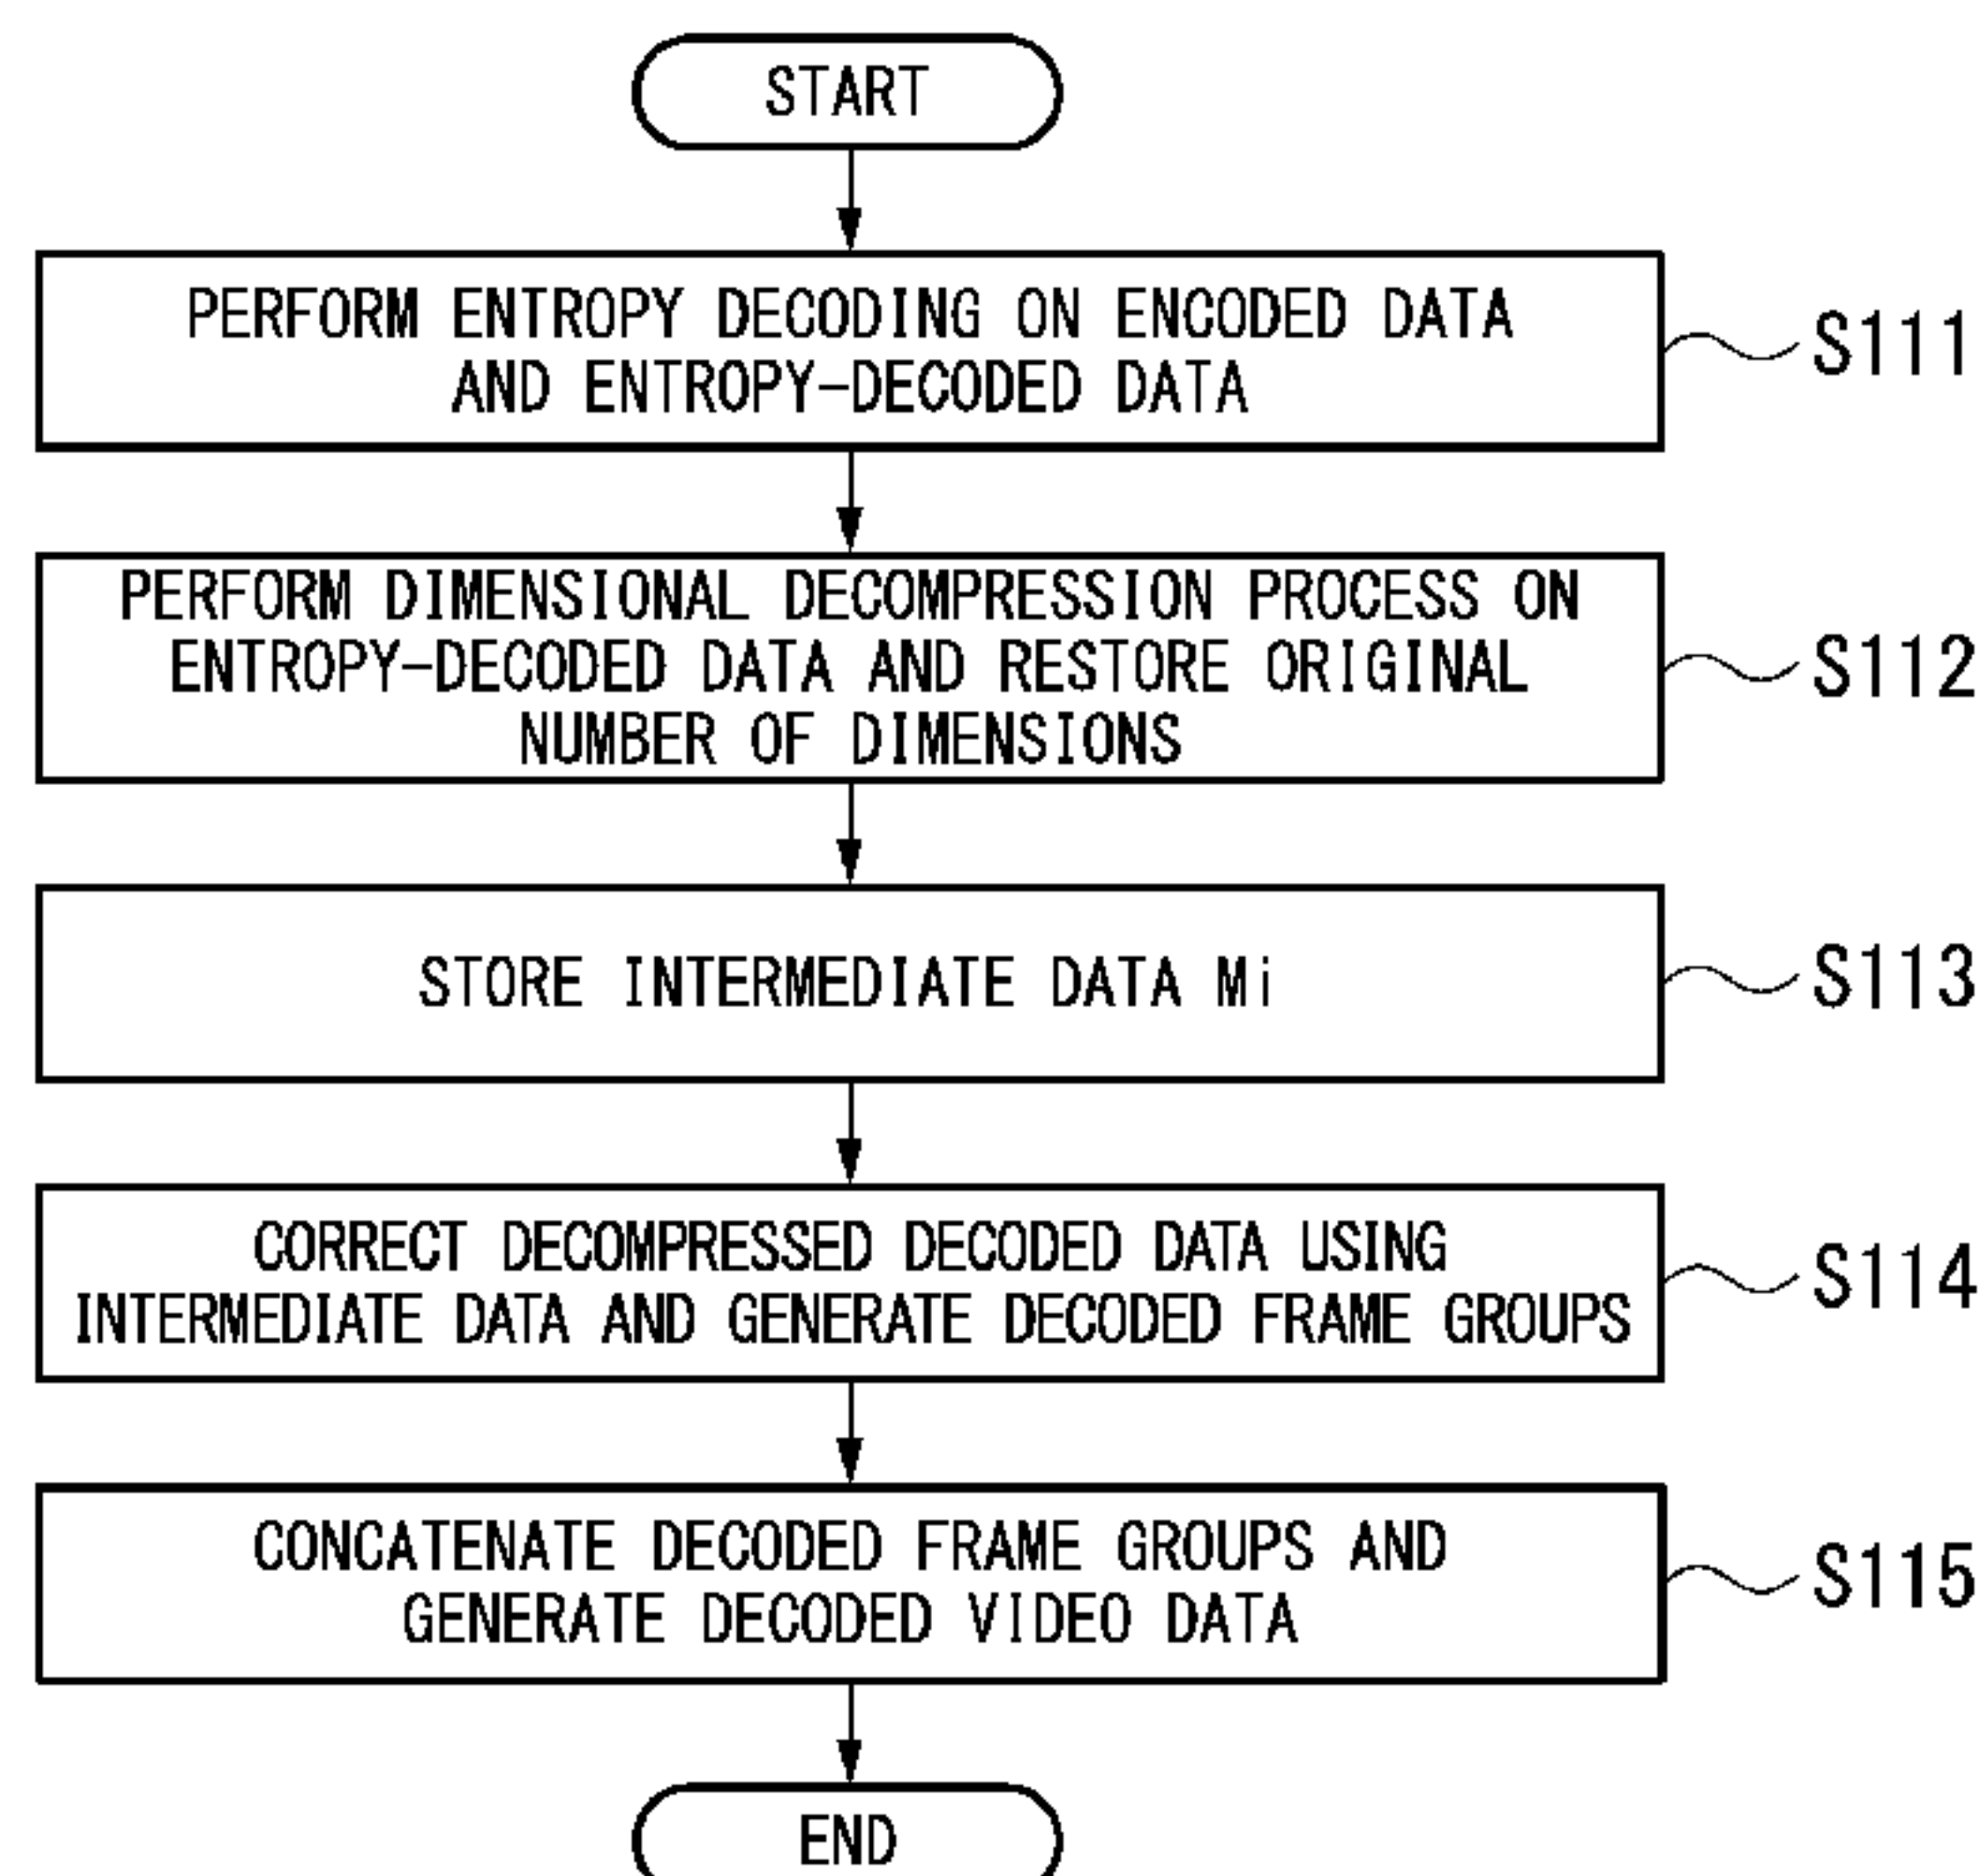 START
PERFORM ENTROPY DECODING ON ENCODED DATA
AND ENTROPY-DECODED DATA
S111
PERFORM DIMENSIONAL DECOMPRESSION PROCESS ON
ENTROPY-DECODED DATA AND RESTORE ORIGINAL
NUMBER OF DIMENSIONS
S112
STORE INTERMEDIATE DATA Mi
S113
CORRECT DECOMPRESSED DECODED DATA USING
INTERMEDIATE DATA AND GENERATE DECODED FRAME GROUPS
S114
CONCATENATE DECODED FRAME GROUPS AND
GENERATE DECODED VIDEO DATA
S115
END